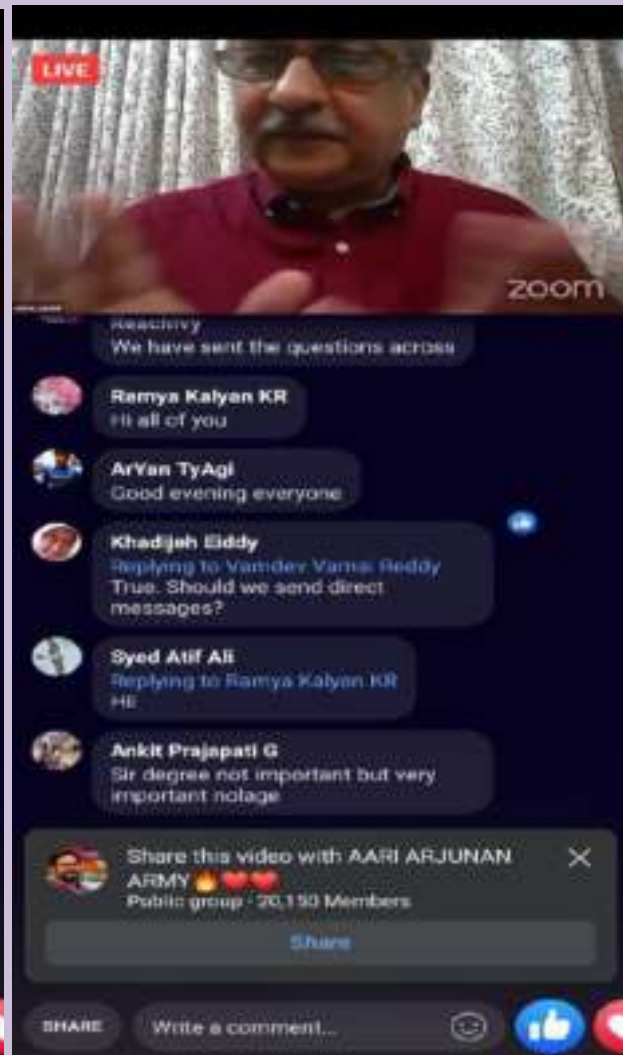 LIVE
zoom
We have sent the questions across
Ramya Kalyan KR
Hi all of you
ArYan TyAgi
Good evening everyone
Khadijeh Eiddy
Replying to Vamdev Vamsi Reddy
True. Should we send direct
messages?
Syed Atif Ali
Replying to Ramya Kalyan KR
Ankit Prajapati G
Sir degree not important but very
important nolage
Share this video with AARI ARJUNAN
ARMY🔥❤️❤️
Public group · 20,150 Members
Share
SHARE
Write a comment...